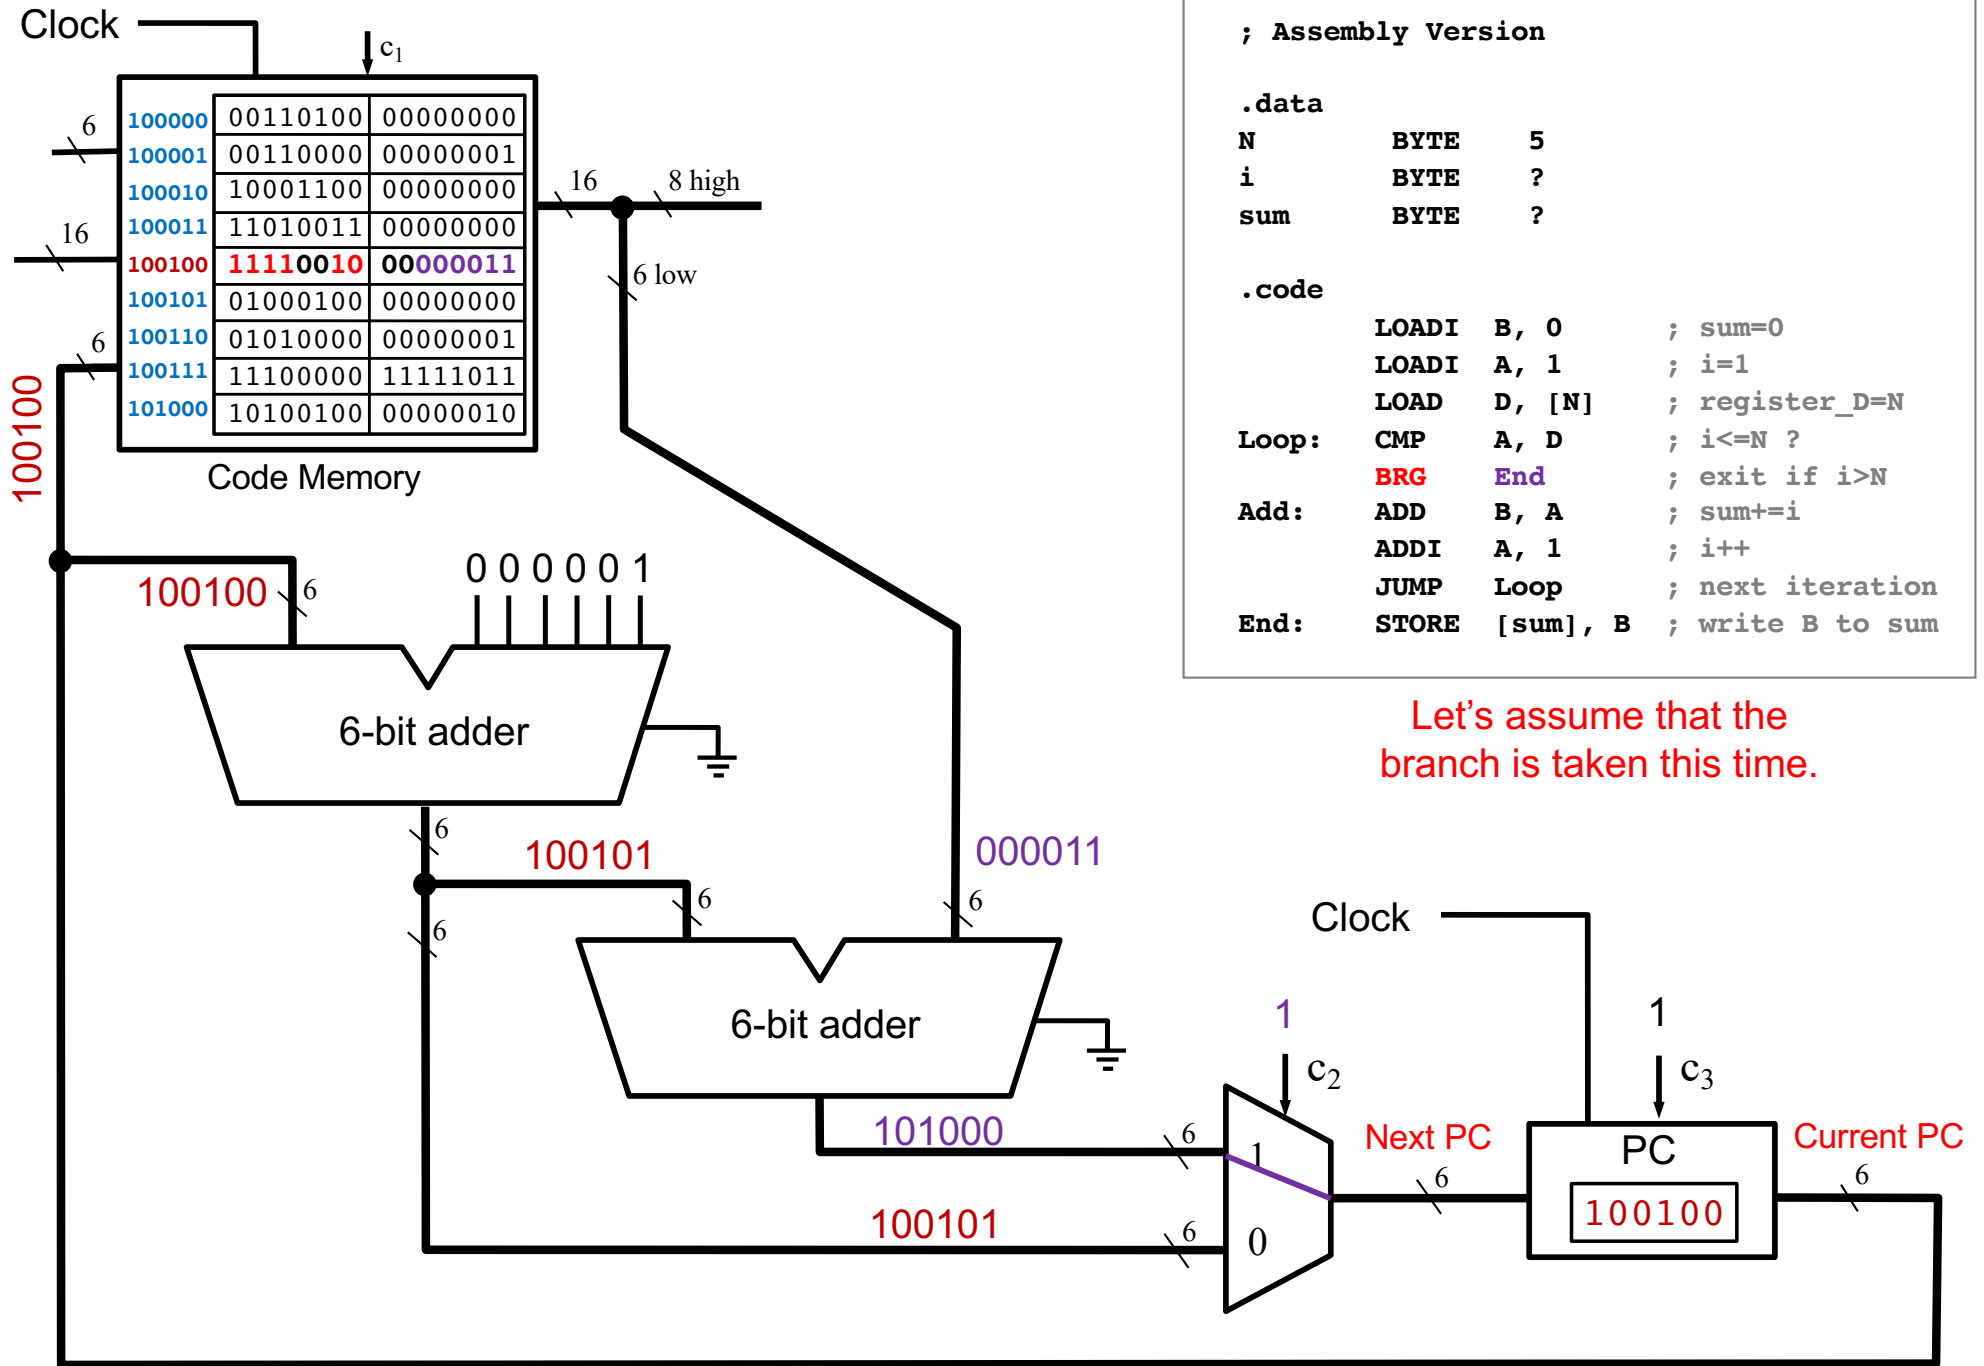 Clock
c1
6
16
6
100000 00110100 00000000
100001 00110000 00000001
100010 10001100 00000000
100011 11010011 00000000
100100 11110010 00000011
100101 01000100 00000000
100110 01010000 00000001
100111 11100000 11111011
101000 10100100 00000010
Code Memory
16
8 high
6 low
100100
; Assembly Version
.data
N BYTE 5
i BYTE ?
sum BYTE ?
.code
LOADI B, 0 ; sum=0
LOADI A, 1 ; i=1
LOAD D, [N] ; register_D=N
Loop: CMP A, D ; i<=N ?
BRG End ; exit if i>N
Add: ADD B, A ; sum+=i
ADDI A, 1 ; i++
JUMP Loop ; next iteration
End: STORE [sum], B ; write B to sum
Let's assume that the
branch is taken this time.
100100
6
0 0 0 0 0 1
6-bit adder
6
100101
6
6
000011
6
6-bit adder
101000
6
100101
6
1
c2
1
0
Next PC
6
Clock
1
c3
PC
100100
Current PC
6